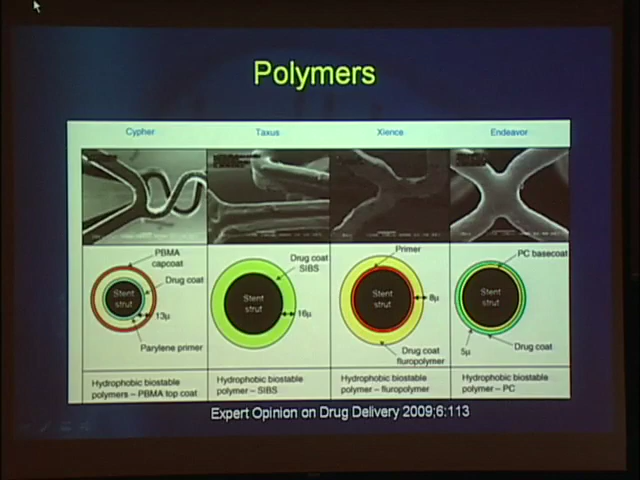 Polymers
Cypher
Taxus
Xience
Endeavor
PBMA
capcoat
Drug coat
Stent
strut
13μ
Parylene primer
Drug coat
SIBS
Stent
strut
16μ
Primer
Stent
strut
8μ
Drug coat
fluropolymer
PC basecoat
Stent
strut
5μ
Drug coat
Hydrophobic biostable
polymers – PBMA top coat
Hydrophobic biostable
polymer – SIBS
Hydrophobic biostable
polymer – fluropolymer
Hydrophobic biostable
polymer – PC
Expert Opinion on Drug Delivery 2009;6:113